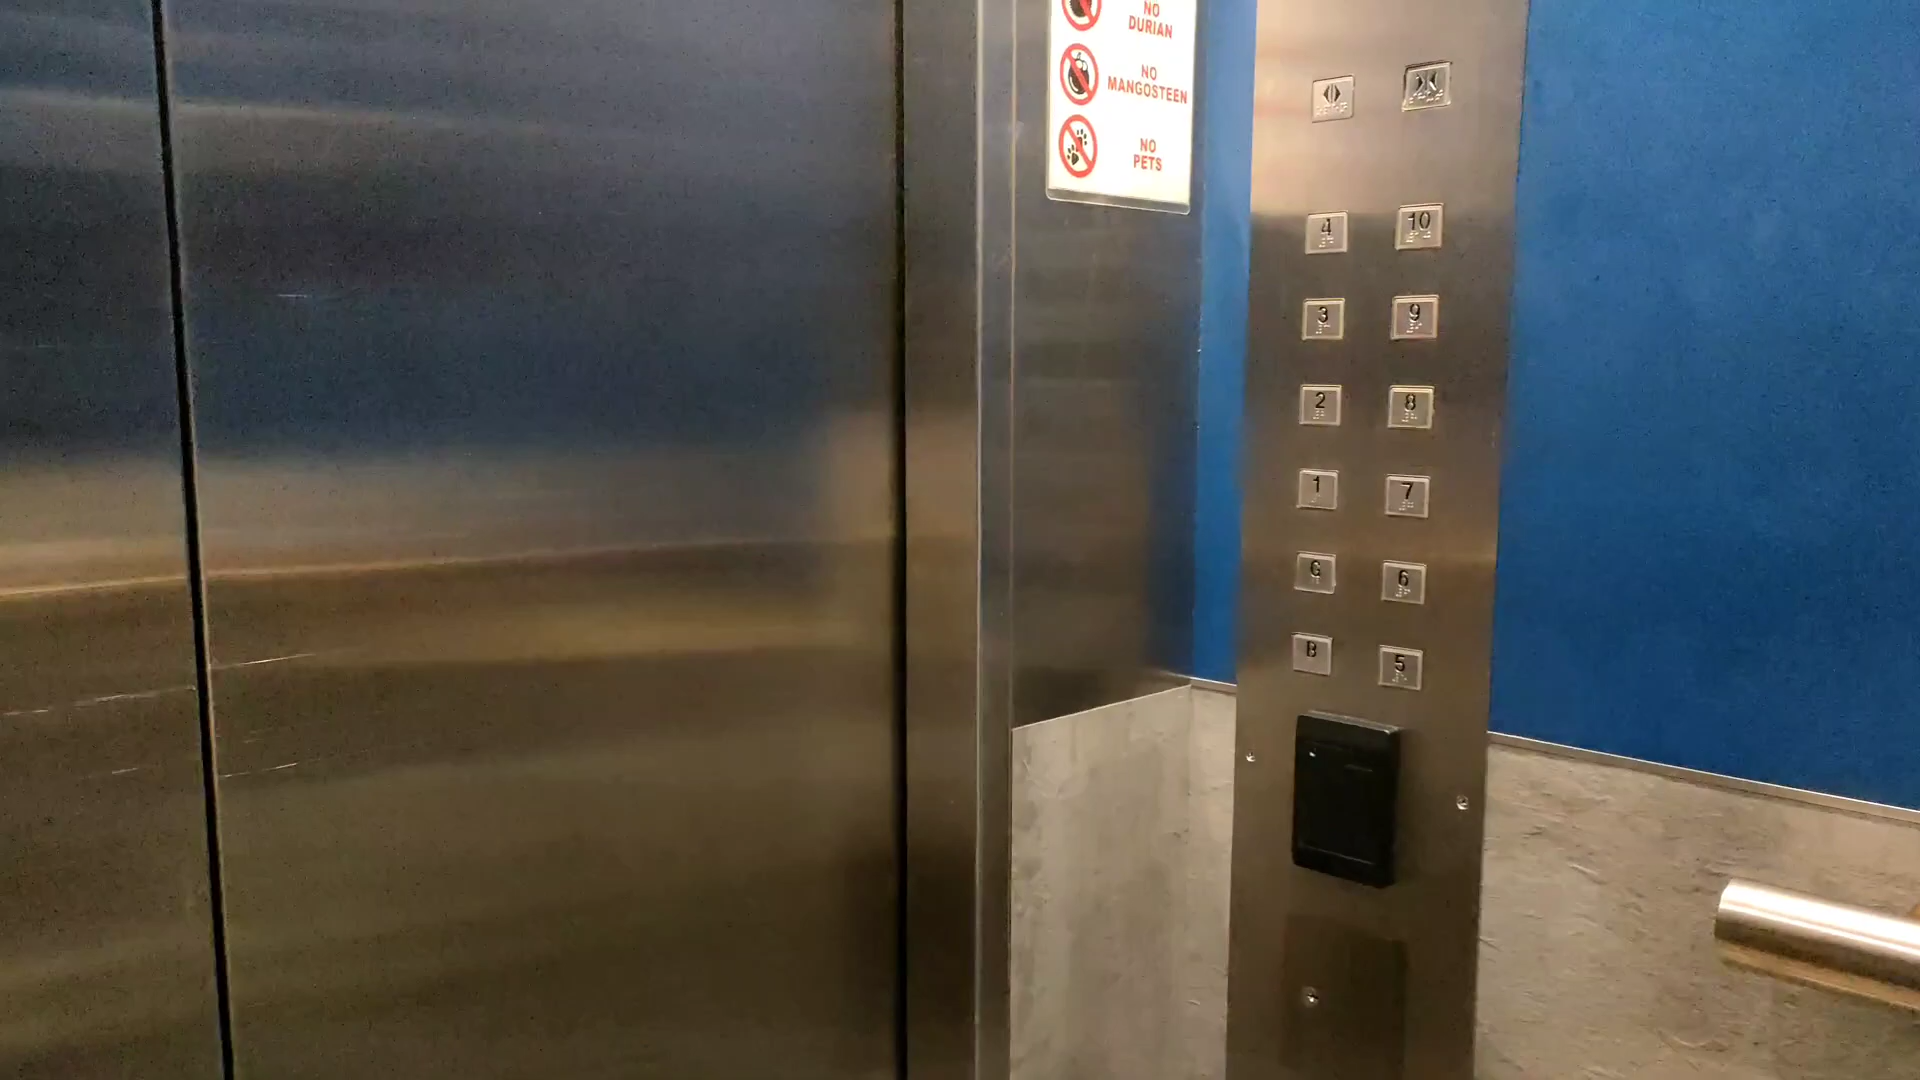 NO
DURIAN
NO
MANGOSTEEN
NO
PETS
4 10
3 9
2 8
1 7
G 6
B 5